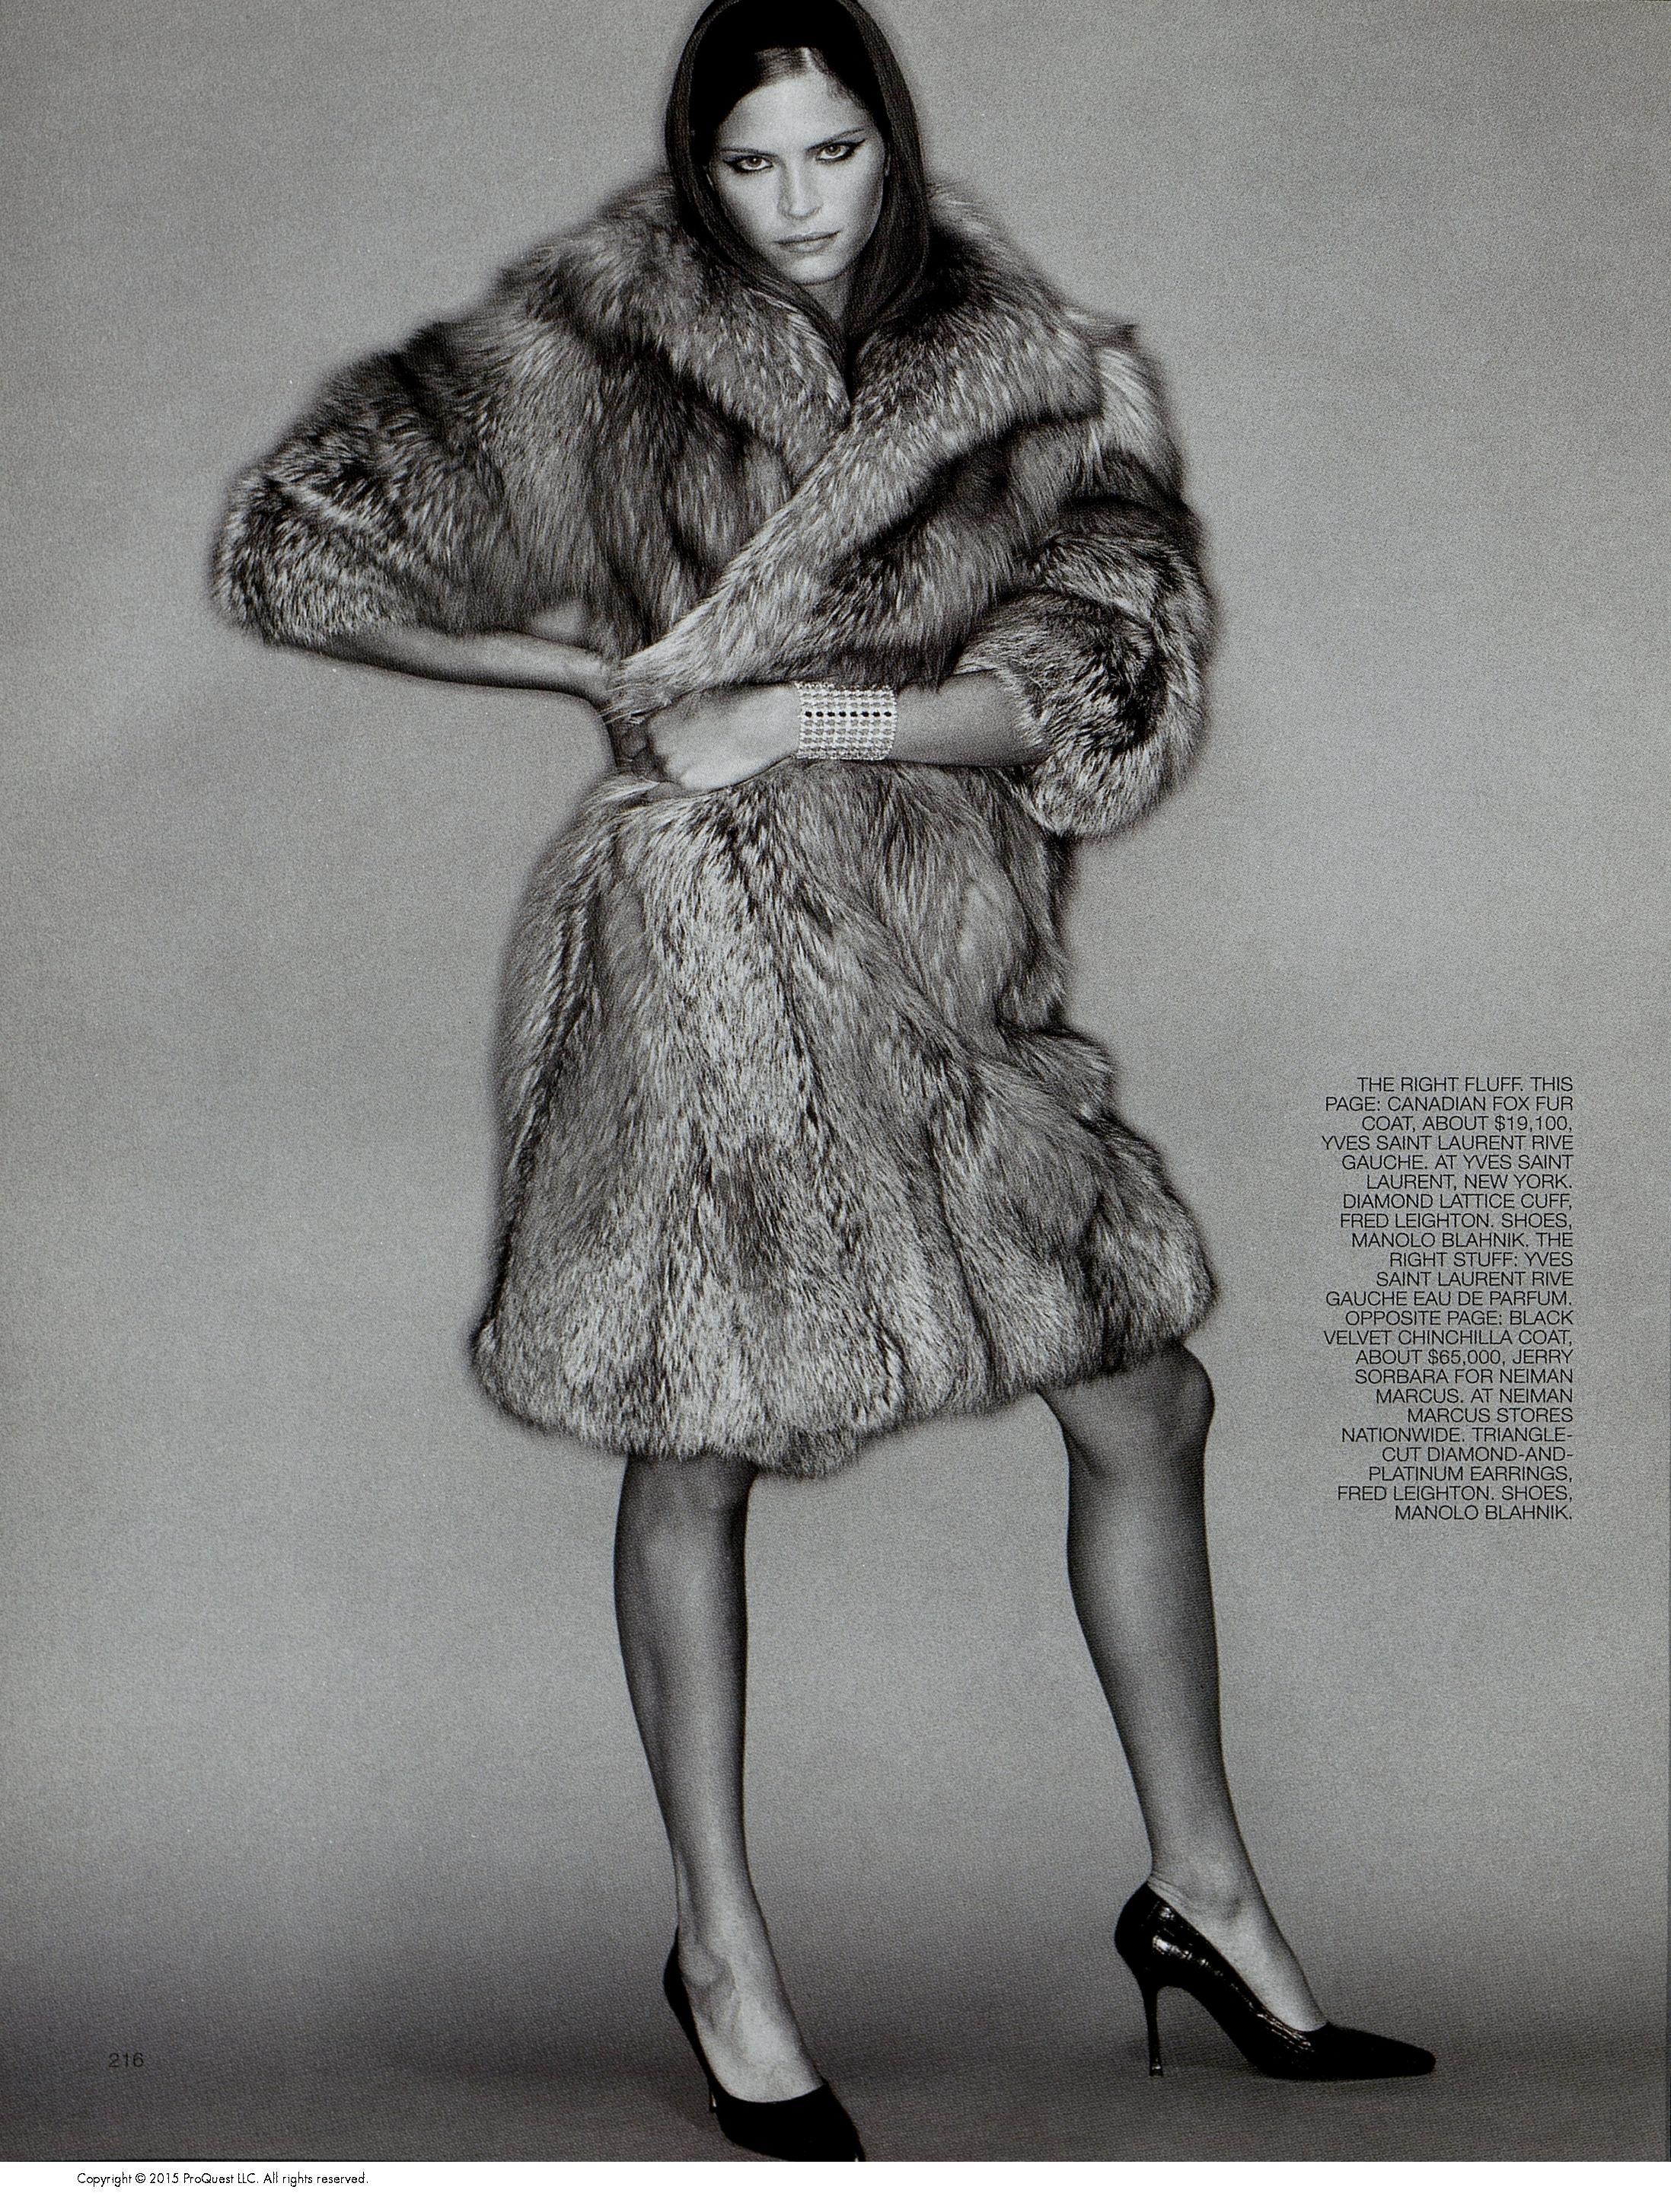 THE RIGHT FLUFF. THIS
PAGE: CANADIAN FOX FUR
COAT, ABOUT $19,100,
YVES SAINT LAURENT RIVE
GAUCHE. AT YVES SAINT
LAURENT, NEW YORK.
DIAMOND LATTICE CUFF,
FRED LEIGHTON. SHOES,
MANOLO BLAHNIK. THE
RIGHT STUFF: YVES
SAINT LAURENT RIVE
GAUCHE EAU DE PARFUM.
OPPOSITE PAGE: BLACK
VELVET CHINCHILLA COAT,
ABOUT $65,000, JERRY
SORBARA FOR NEIMAN
MARCUS. AT NEIMAN
MARCUS STORES
NATIONWIDE. TRIANGLE-
CUT DIAMOND-AND-
PLATINUM EARRINGS,
FRED LEIGHTON. SHOES,
MANOLO BLAHNIK.
216
Copyright © 2015 ProQuest LLC. All rights reserved.